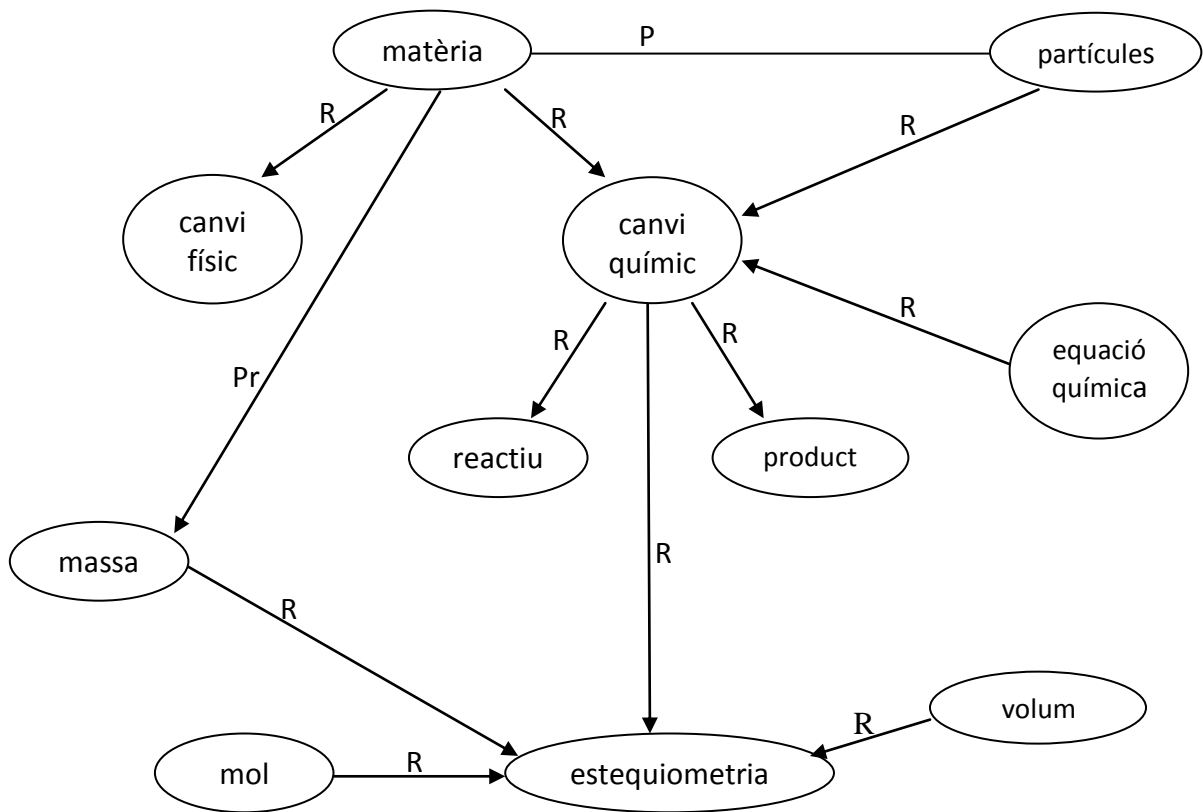 matèria
P
partícules
R
R
R
canvi
físic
canvi
químic
R
equació
química
R
R
Pr
reactiu
product
massa
R
R
volum
R
mol
R
estequiometria